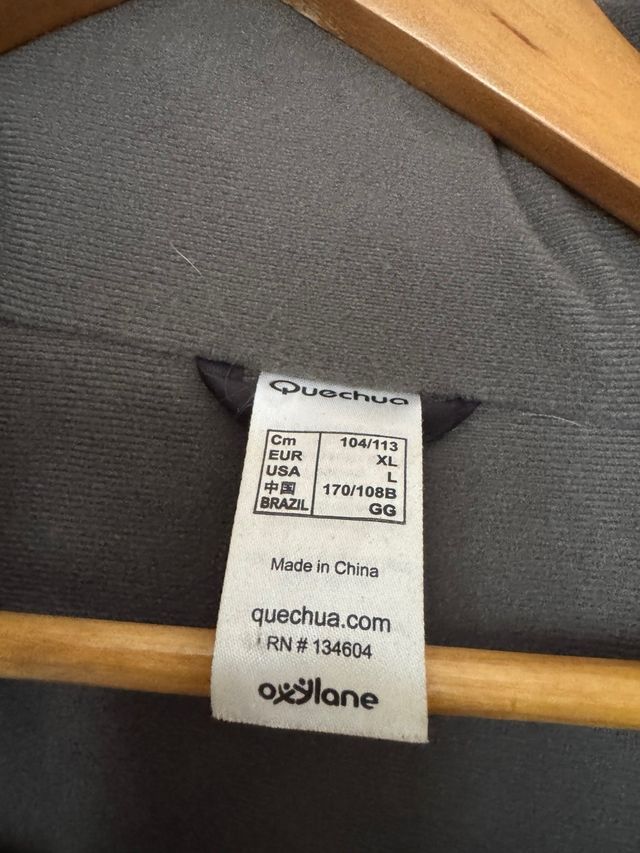 Quechua
Cm 104/113
EUR XL
USA L
中国 170/108B
BRAZIL GG
Made in China
quechua.com
RN # 134604
oxylane